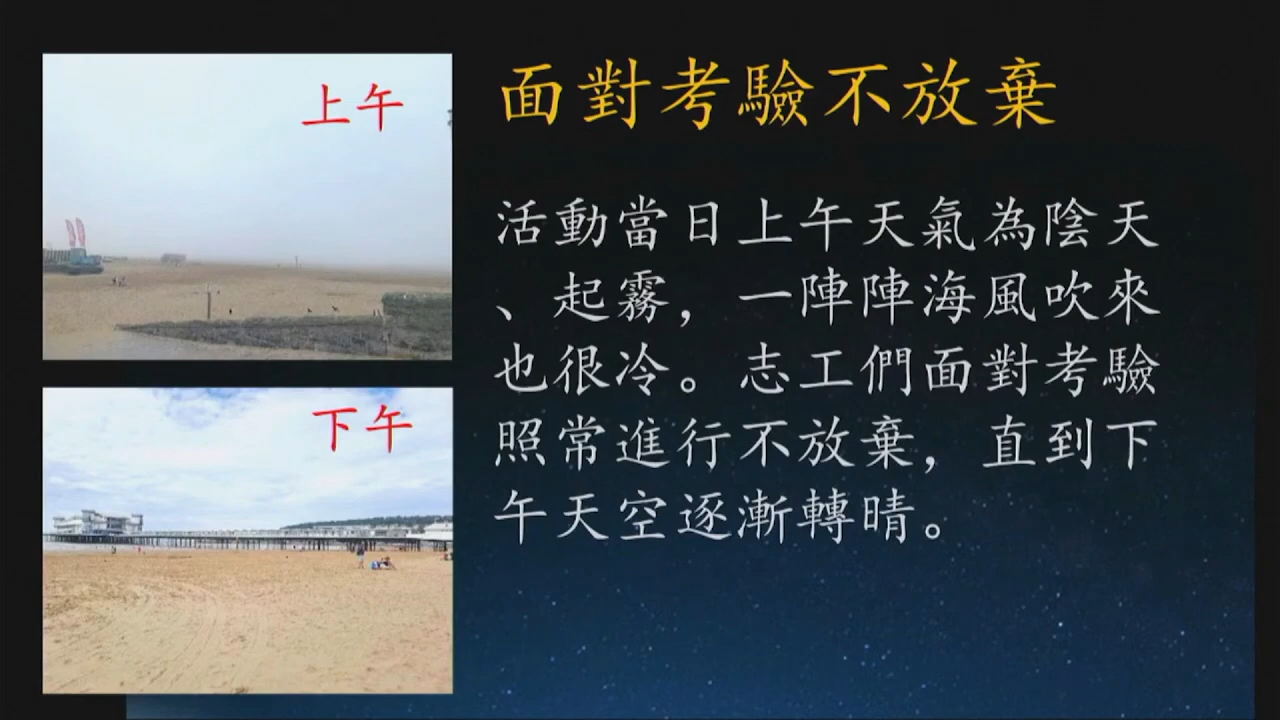 上午
下午
面對考驗不放棄
活動當日上午天氣為陰天
、起霧，一陣陣海風吹來
也很冷。志工們面對考驗
照常進行不放棄，直到下
午天空逐漸轉晴。